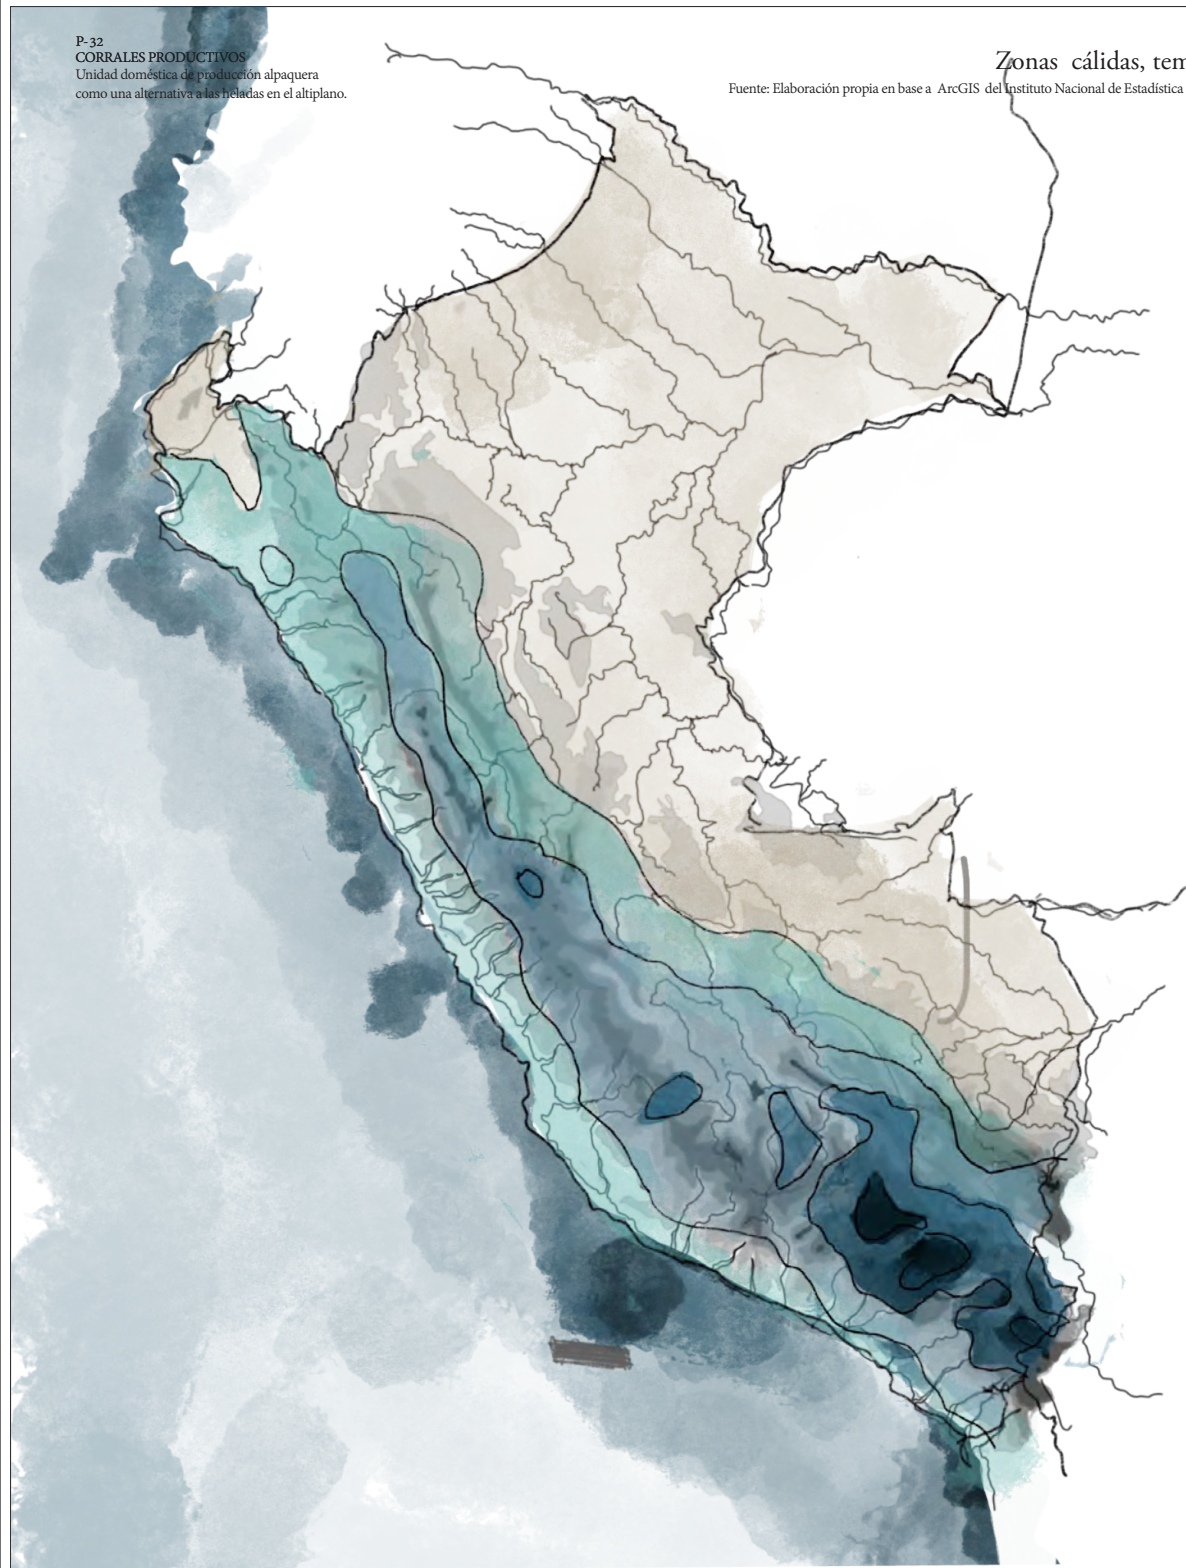 P-32
CORRALES PRODUCTIVOS
Unidad doméstica de producción alpaquera
como una alternativa a las heladas en el altiplano.
Zonas cálidas, tem
Fuente: Elaboración propia en base a ArcGIS del Instituto Nacional de Estadística